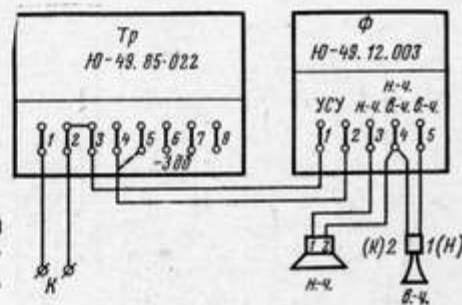 Тр
Ю-49.85-022
1 2 3 4 5 6 7 8
-30В
К
Ф
Ю-49.12.003
н.-ч.
УСУ н.-ч. в.-ч. в.-ч.
1 2 3 4 5
1 2
н.-ч.
(К)2
1(Н)
в.-ч.